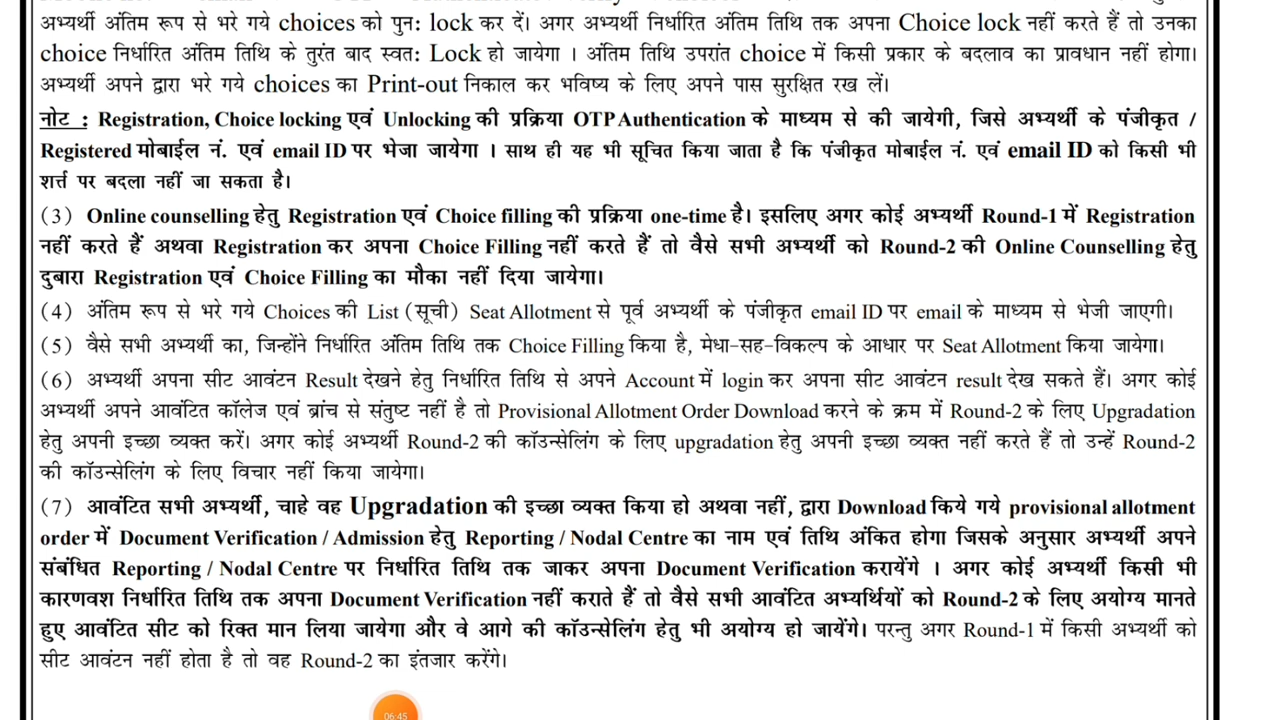 अभ्यर्थी अंतिम रूप से भरे गये choices को पुन: lock कर दें। अगर अभ्यर्थी निर्धारित अंतिम तिथि तक अपना Choice lock नहीं करते हैं तो उनका
choice निर्धारित अंतिम तिथि के तुरंत बाद स्वत: Lock हो जायेगा । अंतिम तिथि उपरांत choice में किसी प्रकार के बदलाव का प्रावधान नहीं होगा।
अभ्यर्थी अपने द्वारा भरे गये choices का Print-out निकाल कर भविष्य के लिए अपने पास सुरक्षित रख लें।
नोट : Registration, Choice locking एवं Unlocking की प्रक्रिया OTP Authentication के माध्यम से की जायेगी, जिसे अभ्यर्थी के पंजीकृत /
Registered मोबाईल नं. एवं email ID पर भेजा जायेगा । साथ ही यह भी सूचित किया जाता है कि पंजीकृत मोबाईल नं. एवं email ID को किसी भी
शर्त्त पर बदला नहीं जा सकता है।
(3) Online counselling हेतु Registration एवं Choice filling की प्रक्रिया one-time है। इसलिए अगर कोई अभ्यर्थी Round-1 में Registration
नहीं करते हैं अथवा Registration कर अपना Choice Filling नहीं करते हैं तो वैसे सभी अभ्यर्थी को Round-2 की Online Counselling हेतु
दुबारा Registration एवं Choice Filling का मौका नहीं दिया जायेगा।
(4) अंतिम रूप से भरे गये Choices की List (सूची) Seat Allotment से पूर्व अभ्यर्थी के पंजीकृत email ID पर email के माध्यम से भेजी जाएगी।
(5) वैसे सभी अभ्यर्थी का, जिन्होंने निर्धारित अंतिम तिथि तक Choice Filling किया है, मेधा-सह-विकल्प के आधार पर Seat Allotment किया जायेगा।
(6) अभ्यर्थी अपना सीट आवंटन Result देखने हेतु निर्धारित तिथि से अपने Account में login कर अपना सीट आवंटन result देख सकते हैं। अगर कोई
अभ्यर्थी अपने आवंटित कॉलेज एवं ब्रांच से संतुष्ट नहीं है तो Provisional Allotment Order Download करने के क्रम में Round-2 के लिए Upgradation
हेतु अपनी इच्छा व्यक्त करें। अगर कोई अभ्यर्थी Round-2 की कॉउन्सेलिंग के लिए upgradation हेतु अपनी इच्छा व्यक्त नहीं करते हैं तो उन्हें Round-2
की कॉउन्सेलिंग के लिए विचार नहीं किया जायेगा।
(7) आवंटित सभी अभ्यर्थी, चाहे वह Upgradation की इच्छा व्यक्त किया हो अथवा नहीं, द्वारा Download किये गये provisional allotment
order में Document Verification / Admission हेतु Reporting / Nodal Centre का नाम एवं तिथि अंकित होगा जिसके अनुसार अभ्यर्थी अपने
संबंधित Reporting / Nodal Centre पर निर्धारित तिथि तक जाकर अपना Document Verification करायेंगे । अगर कोई अभ्यर्थी किसी भी
कारणवश निर्धारित तिथि तक अपना Document Verification नहीं कराते हैं तो वैसे सभी आवंटित अभ्यर्थियों को Round-2 के लिए अयोग्य मानते
हुए आवंटित सीट को रिक्त मान लिया जायेगा और वे आगे की कॉउन्सेलिंग हेतु भी अयोग्य हो जायेंगे। परन्तु अगर Round-1 में किसी अभ्यर्थी को
सीट आवंटन नहीं होता है तो वह Round-2 का इंतजार करेंगे।
06:45